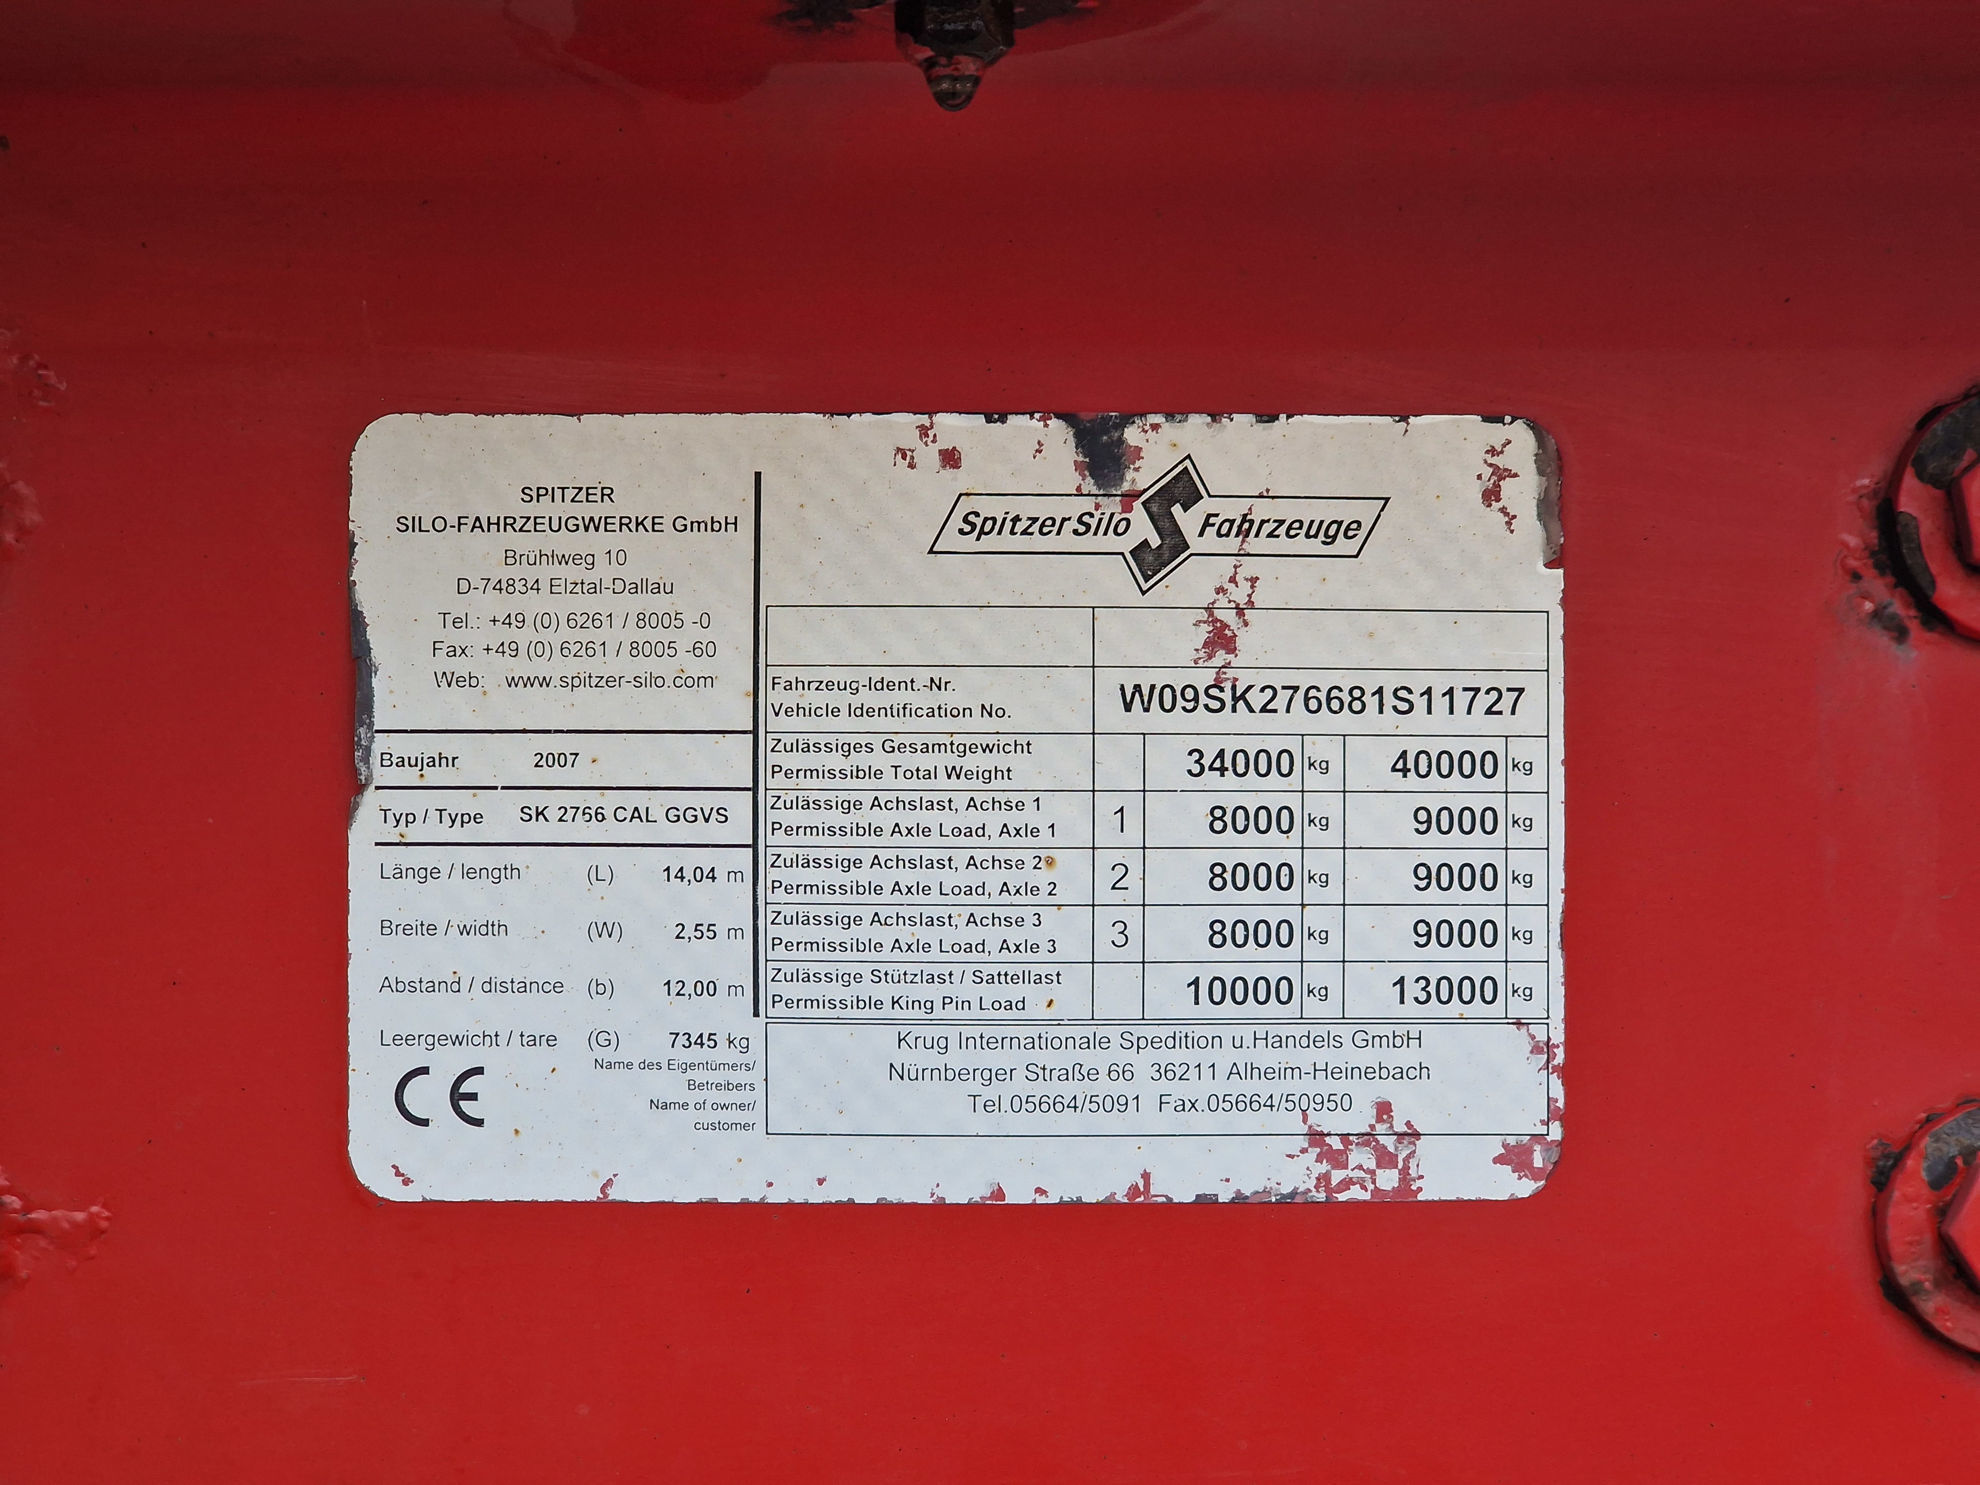 SPITZER
SILO-FAHRZEUGWERKE GmbH
Brühlweg 10
D-74834 Elztal-Dallau
Tel.: +49 (0) 6261 / 8005 -0
Fax: +49 (0) 6261 / 8005 -60
Web: www.spitzer-silo.com
Baujahr 2007
Typ / Type SK 2766 CAL GGVS
Länge / length (L) 14,04 m
Breite / width (W) 2,55 m
Abstand / distance (b) 12,00 m
Leergewicht / tare (G) 7345 kg
CE
Name des Eigentümers/
Betreibers
Name of owner/
customer
SpitzerSilo S Fahrzeuge
Fahrzeug-Ident.-Nr.
Vehicle Identification No.
W09SK276681S11727
Zulässiges Gesamtgewicht
Permissible Total Weight
34000 kg 40000 kg
Zulässige Achslast, Achse 1
Permissible Axle Load, Axle 1
1 8000 kg 9000 kg
Zulässige Achslast, Achse 2
Permissible Axle Load, Axle 2
2 8000 kg 9000 kg
Zulässige Achslast, Achse 3
Permissible Axle Load, Axle 3
3 8000 kg 9000 kg
Zulässige Stützlast / Sattellast
Permissible King Pin Load
10000 kg 13000 kg
Krug Internationale Spedition u.Handels GmbH
Nürnberger Straße 66 36211 Alheim-Heinebach
Tel.05664/5091 Fax.05664/50950